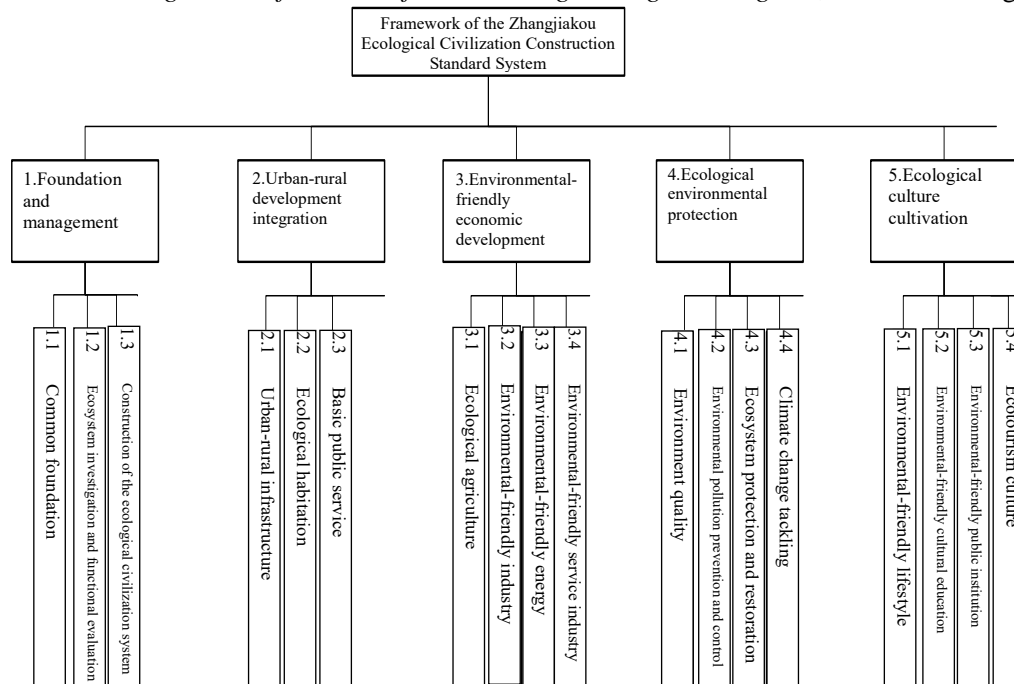 Framework of the Zhangjiakou
Ecological Civilization Construction
Standard System
1.Foundation
and
management
2.Urban-rural
development
integration
3.Environmental-
friendly
economic
development
4.Ecological
environmental
protection
5.Ecological
culture
cultivation
1.1 Common foundation
1.2 Ecosystem investigation and functional evaluation
1.3 Construction of the ecological civilization system
2.1 Urban-rural infrastructure
2.2 Ecological habitation
2.3 Basic public service
3.1 Ecological agriculture
3.2 Environmental-friendly industry
3.3 Environmental-friendly energy
3.4 Environmental-friendly service industry
4.1 Environment quality
4.2 Environmental pollution prevention and control
4.3 Ecosystem protection and restoration
4.4 Climate change tackling
5.1 Environmental-friendly lifestyle
5.2 Environmental-friendly cultural education
5.3 Environmental-friendly public institution
5.4 Ecotourism culture